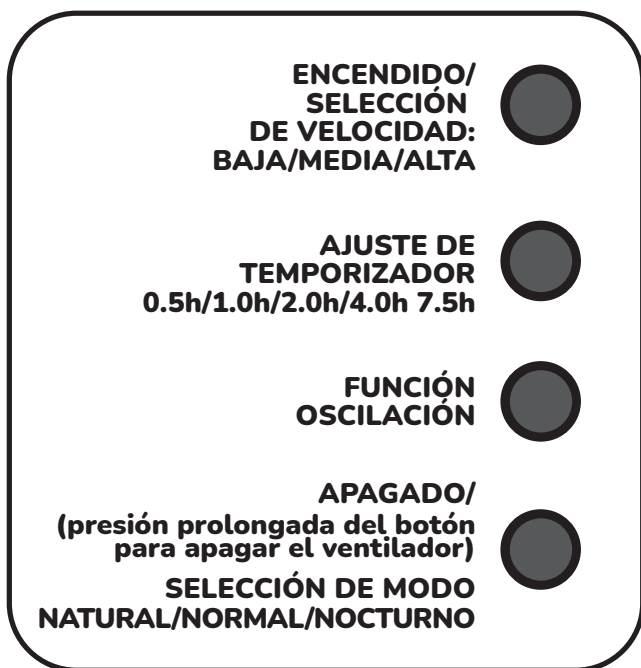 ENCENDIDO/
SELECCIÓN
DE VELOCIDAD:
BAJA/MEDIA/ALTA
AJUSTE DE
TEMPORIZADOR
0.5h/1.0h/2.0h/4.0h 7.5h
FUNCIÓN
OSCILACIÓN
APAGADO/
(presión prolongada del botón
para apagar el ventilador)
SELECCIÓN DE MODO
NATURAL/NORMAL/NOCTURNO